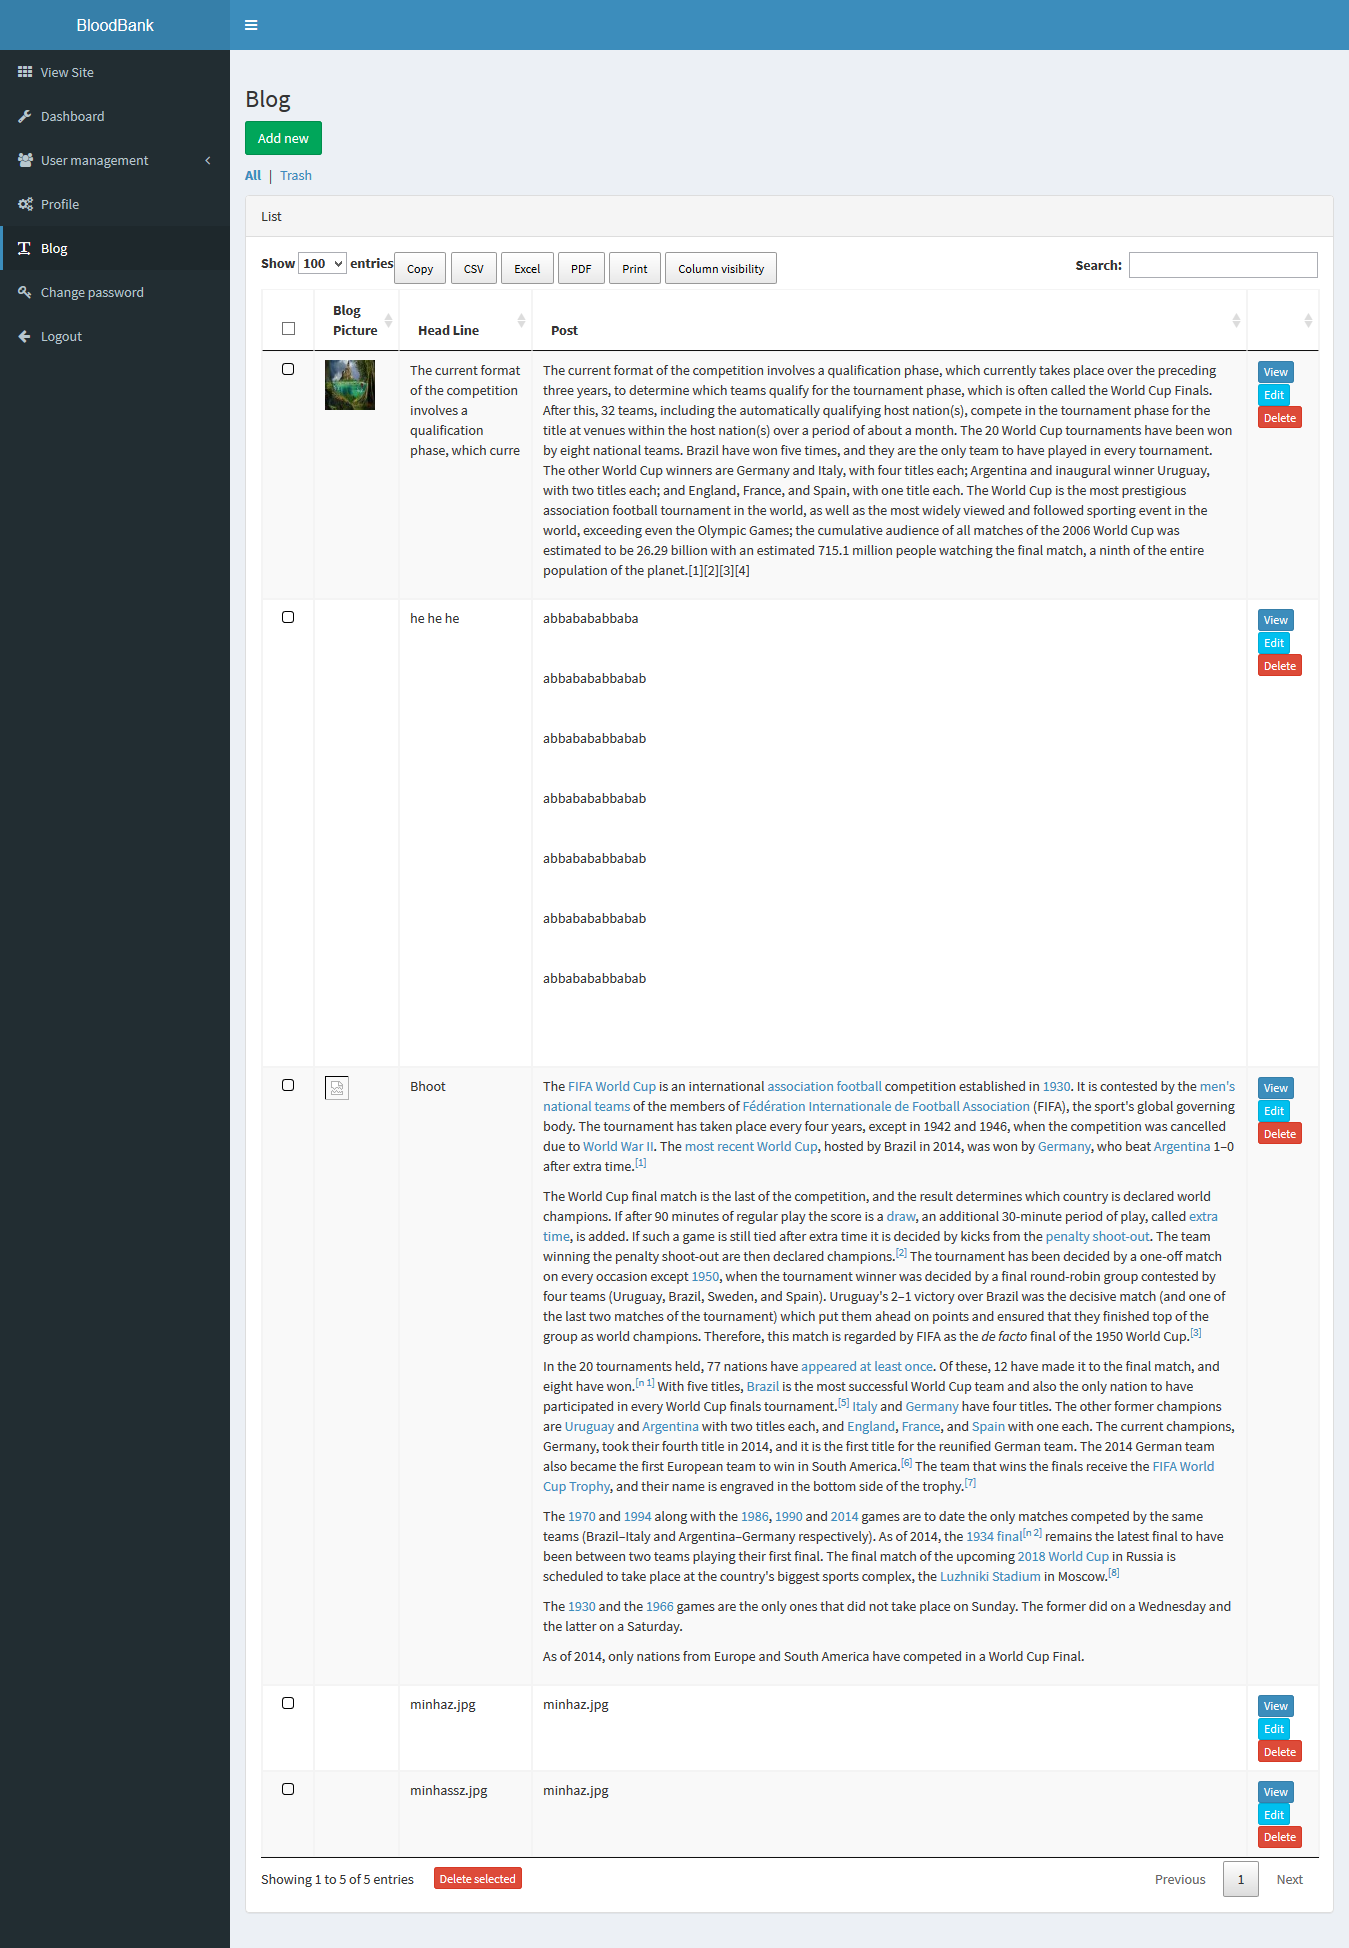 BloodBank
View Site
Dashboard
User management
Profile
Blog
Change password
Logout
Blog
Add new
All | Trash
List
Show 100 entries Copy CSV Excel PDF Print Column visibility Search:
Blog
Picture Head Line Post
The current format
of the competition
involves a
qualification
phase, which curre
The current format of the competition involves a qualification phase, which currently takes place over the preceding
three years, to determine which teams qualify for the tournament phase, which is often called the World Cup Finals.
After this, 32 teams, including the automatically qualifying host nation(s), compete in the tournament phase for the
title at venues within the host nation(s) over a period of about a month. The 20 World Cup tournaments have been won
by eight national teams. Brazil have won five times, and they are the only team to have played in every tournament.
The other World Cup winners are Germany and Italy, with four titles each; Argentina and inaugural winner Uruguay,
with two titles each; and England, France, and Spain, with one title each. The World Cup is the most prestigious
association football tournament in the world, as well as the most widely viewed and followed sporting event in the
world, exceeding even the Olympic Games; the cumulative audience of all matches of the 2006 World Cup was
estimated to be 26.29 billion with an estimated 715.1 million people watching the final match, a ninth of the entire
population of the planet.[1][2][3][4]
View
Edit
Delete
he he he
abbabababbaba
abbabababbabab
abbabababbabab
abbabababbabab
abbabababbabab
abbabababbabab
abbabababbabab
View
Edit
Delete
Bhoot
The FIFA World Cup is an international association football competition established in 1930. It is contested by the men's
national teams of the members of Fédération Internationale de Football Association (FIFA), the sport's global governing
body. The tournament has taken place every four years, except in 1942 and 1946, when the competition was cancelled
due to World War II. The most recent World Cup, hosted by Brazil in 2014, was won by Germany, who beat Argentina 1–0
after extra time.[1]
The World Cup final match is the last of the competition, and the result determines which country is declared world
champions. If after 90 minutes of regular play the score is a draw, an additional 30-minute period of play, called extra
time, is added. If such a game is still tied after extra time it is decided by kicks from the penalty shoot-out. The team
winning the penalty shoot-out are then declared champions.[2] The tournament has been decided by a one-off match
on every occasion except 1950, when the tournament winner was decided by a final round-robin group contested by
four teams (Uruguay, Brazil, Sweden, and Spain). Uruguay's 2–1 victory over Brazil was the decisive match (and one of
the last two matches of the tournament) which put them ahead on points and ensured that they finished top of the
group as world champions. Therefore, this match is regarded by FIFA as the de facto final of the 1950 World Cup.[3]
In the 20 tournaments held, 77 nations have appeared at least once. Of these, 12 have made it to the final match, and
eight have won.[n 1] With five titles, Brazil is the most successful World Cup team and also the only nation to have
participated in every World Cup finals tournament.[5] Italy and Germany have four titles. The other former champions
are Uruguay and Argentina with two titles each, and England, France, and Spain with one each. The current champions,
Germany, took their fourth title in 2014, and it is the first title for the reunified German team. The 2014 German team
also became the first European team to win in South America.[6] The team that wins the finals receive the FIFA World
Cup Trophy, and their name is engraved in the bottom side of the trophy.[7]
The 1970 and 1994 along with the 1986, 1990 and 2014 games are to date the only matches competed by the same
teams (Brazil–Italy and Argentina–Germany respectively). As of 2014, the 1934 final[n 2] remains the latest final to have
been between two teams playing their first final. The final match of the upcoming 2018 World Cup in Russia is
scheduled to take place at the country's biggest sports complex, the Luzhniki Stadium in Moscow.[8]
The 1930 and the 1966 games are the only ones that did not take place on Sunday. The former did on a Wednesday and
the latter on a Saturday.
As of 2014, only nations from Europe and South America have competed in a World Cup Final.
View
Edit
Delete
minhaz.jpg
minhaz.jpg
View
Edit
Delete
minhassz.jpg
minhaz.jpg
View
Edit
Delete
Showing 1 to 5 of 5 entries Delete selected Previous 1 Next